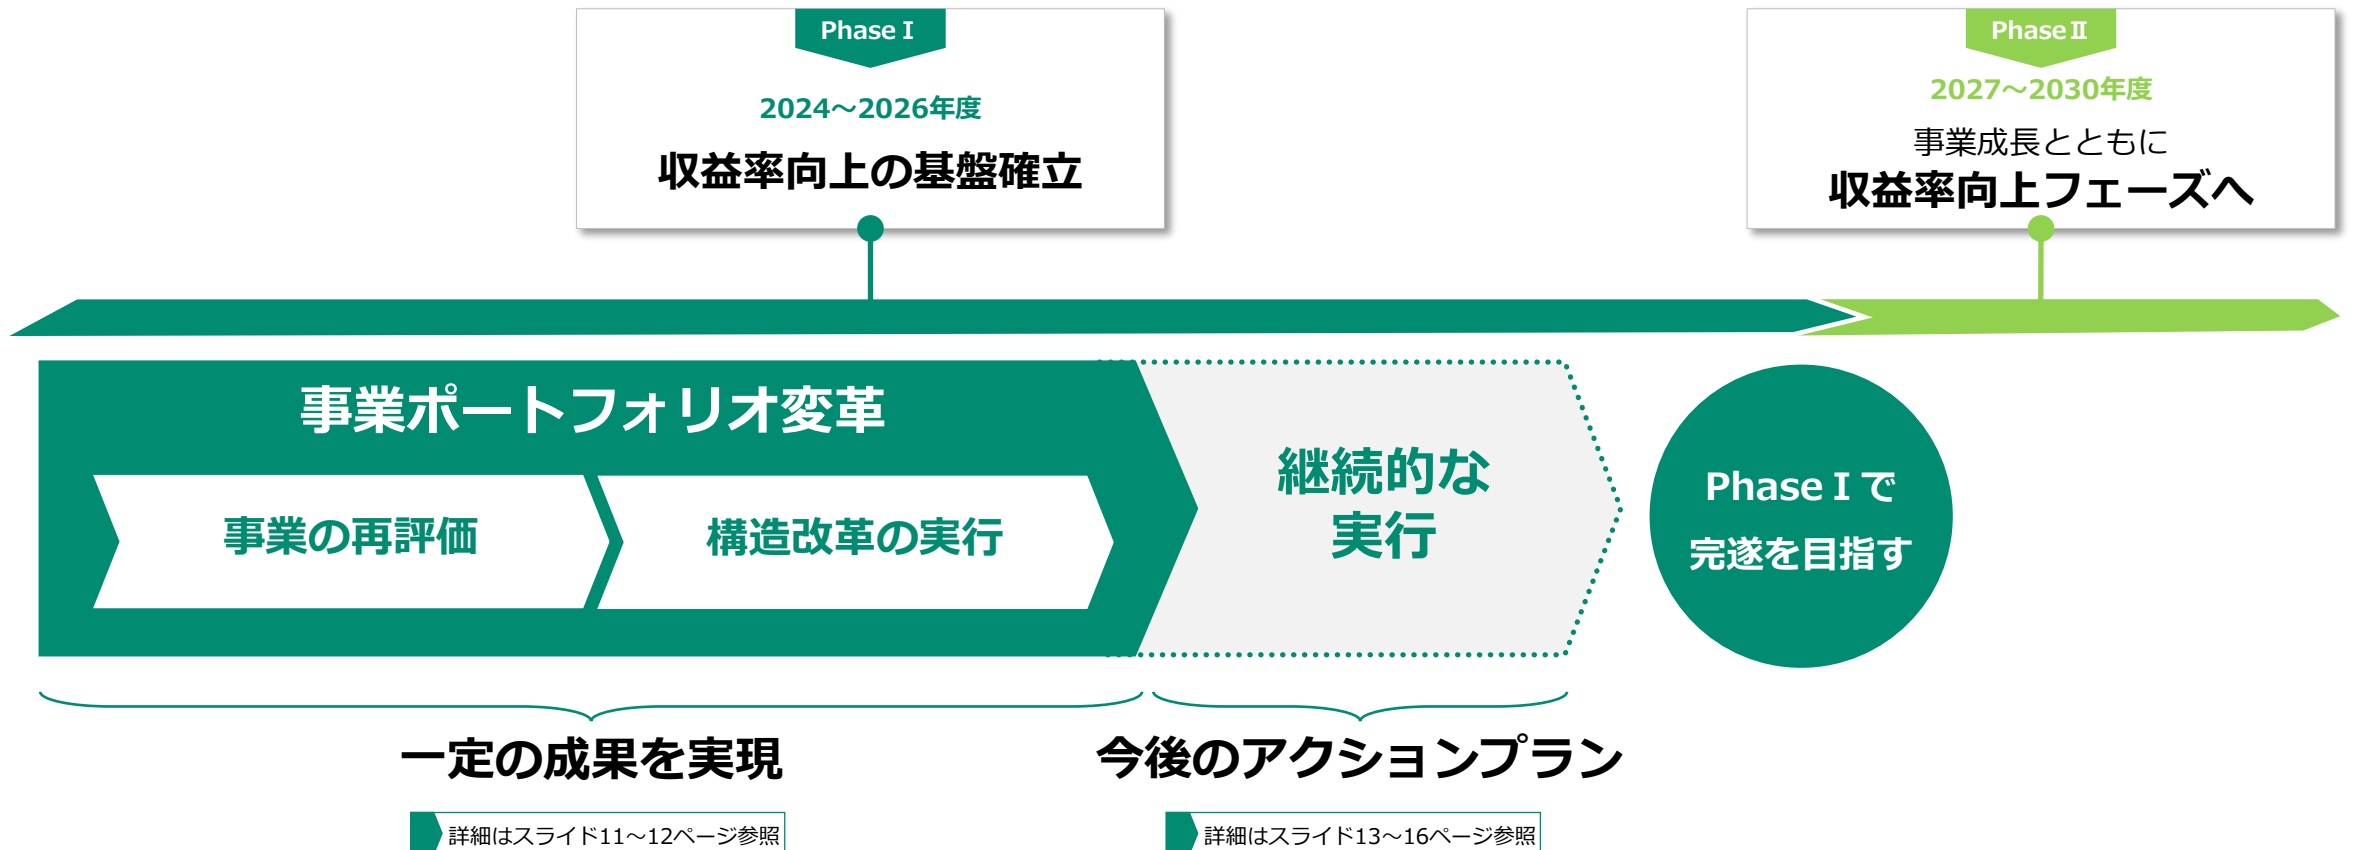 Phase Ⅰ
2024～2026年度
収益率向上の基盤確立
Phase Ⅱ
2027～2030年度
事業成長とともに
収益率向上フェーズへ
事業ポートフォリオ変革
事業の再評価
構造改革の実行
継続的な
実行
Phase Ⅰ で
完遂を目指す
一定の成果を実現
今後のアクションプラン
詳細はスライド11～12ページ参照
詳細はスライド13～16ページ参照